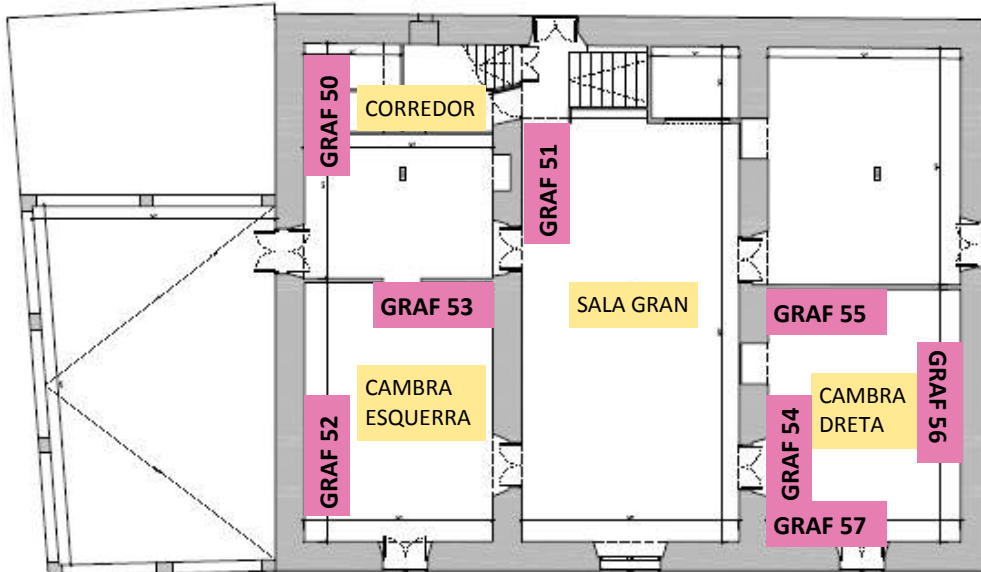 GRAF 50
CORREDOR
GRAF 51
GRAF 53
SALA GRAN
GRAF 55
CAMBRA
ESQUERRA
GRAF 52
CAMBRA
DRETA
GRAF 54
GRAF 56
GRAF 57